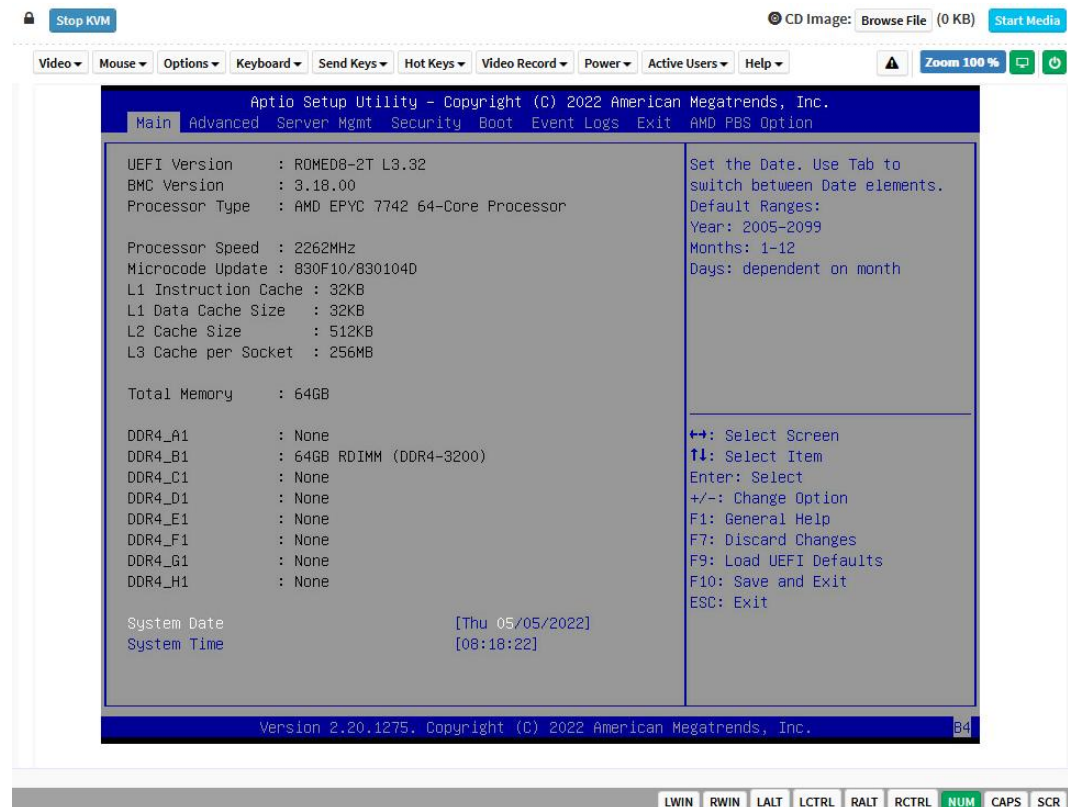 Stop KVM
CD Image: Browse File (0 KB) Start Media
Video Mouse Options Keyboard Send Keys Hot Keys Video Record Power Active Users Help Zoom 100 %
Aptio Setup Utility – Copyright (C) 2022 American Megatrends, Inc.
Main Advanced Server Mgmt Security Boot Event Logs Exit AMD PBS Option
UEFI Version : ROMED8-2T L3.32
BMC Version : 3.18.00
Processor Type : AMD EPYC 7742 64-Core Processor
Processor Speed : 2262MHz
Microcode Update : 830F10/830104D
L1 Instruction Cache : 32KB
L1 Data Cache Size : 32KB
L2 Cache Size : 512KB
L3 Cache per Socket : 256MB
Total Memory : 64GB
DDR4_A1 : None
DDR4_B1 : 64GB RDIMM (DDR4-3200)
DDR4_C1 : None
DDR4_D1 : None
DDR4_E1 : None
DDR4_F1 : None
DDR4_G1 : None
DDR4_H1 : None
System Date [Thu 05/05/2022]
System Time [08:18:22]
Set the Date. Use Tab to
switch between Date elements.
Default Ranges:
Year: 2005-2099
Months: 1-12
Days: dependent on month
↔: Select Screen
↑↓: Select Item
Enter: Select
+/-: Change Option
F1: General Help
F7: Discard Changes
F9: Load UEFI Defaults
F10: Save and Exit
ESC: Exit
Version 2.20.1275. Copyright (C) 2022 American Megatrends, Inc.
B4
LWIN RWIN LALT LCTRL RALT RCTRL NUM CAPS SCR